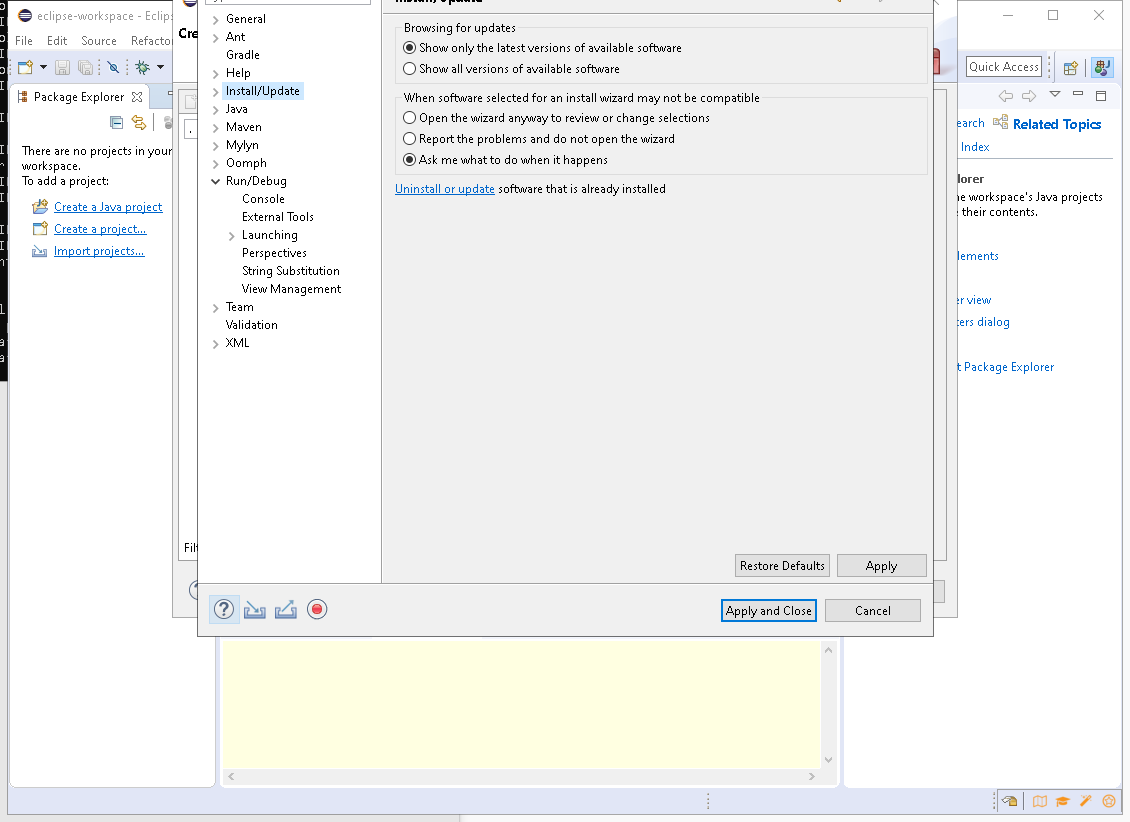 eclipse-workspace - Eclips
File Edit Source Refacto
Cre
Quick Access
Package Explorer
There are no projects in your
workspace.
To add a project:
Create a Java project
Create a project...
Import projects...
General
Ant
Gradle
Help
Install/Update
Java
Maven
Mylyn
Oomph
Run/Debug
Console
External Tools
Launching
Perspectives
String Substitution
View Management
Team
Validation
XML
Install/Update
Browsing for updates
Show only the latest versions of available software
Show all versions of available software
When software selected for an install wizard may not be compatible
Open the wizard anyway to review or change selections
Report the problems and do not open the wizard
Ask me what to do when it happens
Uninstall or update software that is already installed
Restore Defaults Apply
Apply and Close Cancel
Filt
earch Related Topics
Index
lorer
he workspace's Java projects
their contents.
lements
er view
ters dialog
t Package Explorer